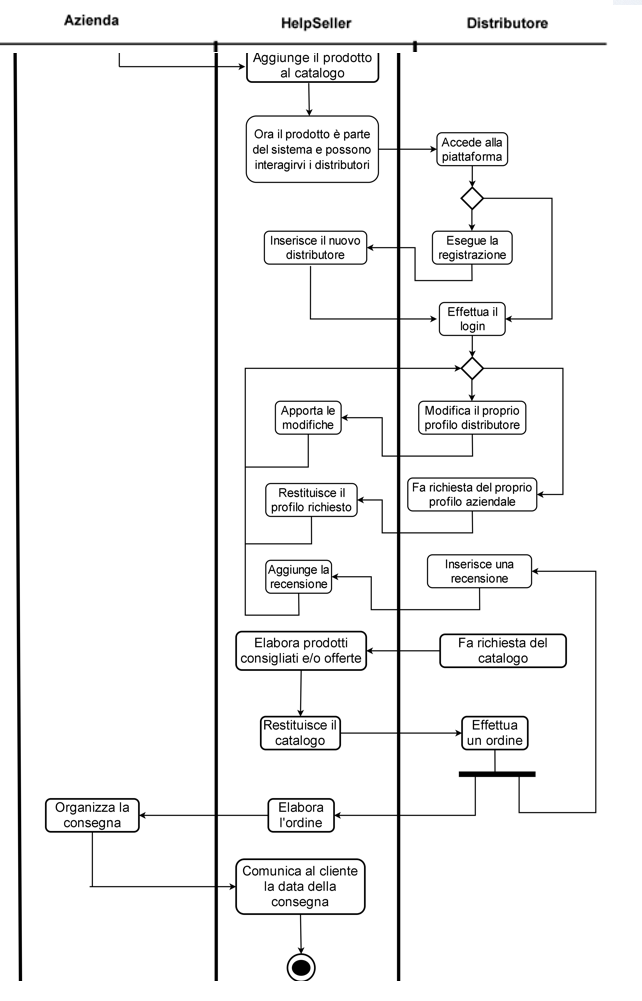 Azienda
HelpSeller
Distributore
Aggiunge il prodotto
al catalogo
Ora il prodotto è parte
del sistema e possono
interagirvi i distributori
Accede alla
piattaforma
Esegue la
registrazione
Inserisce il nuovo
distributore
Effettua il
login
Modifica il proprio
profilo distributore
Apporta le
modifiche
Fa richiesta del proprio
profilo aziendale
Restituisce il
profilo richiesto
Inserisce una
recensione
Aggiunge la
recensione
Fa richiesta del
catalogo
Elabora prodotti
consigliati e/o offerte
Restituisce il
catalogo
Effettua
un ordine
Elabora
l'ordine
Organizza la
consegna
Comunica al cliente
la data della
consegna